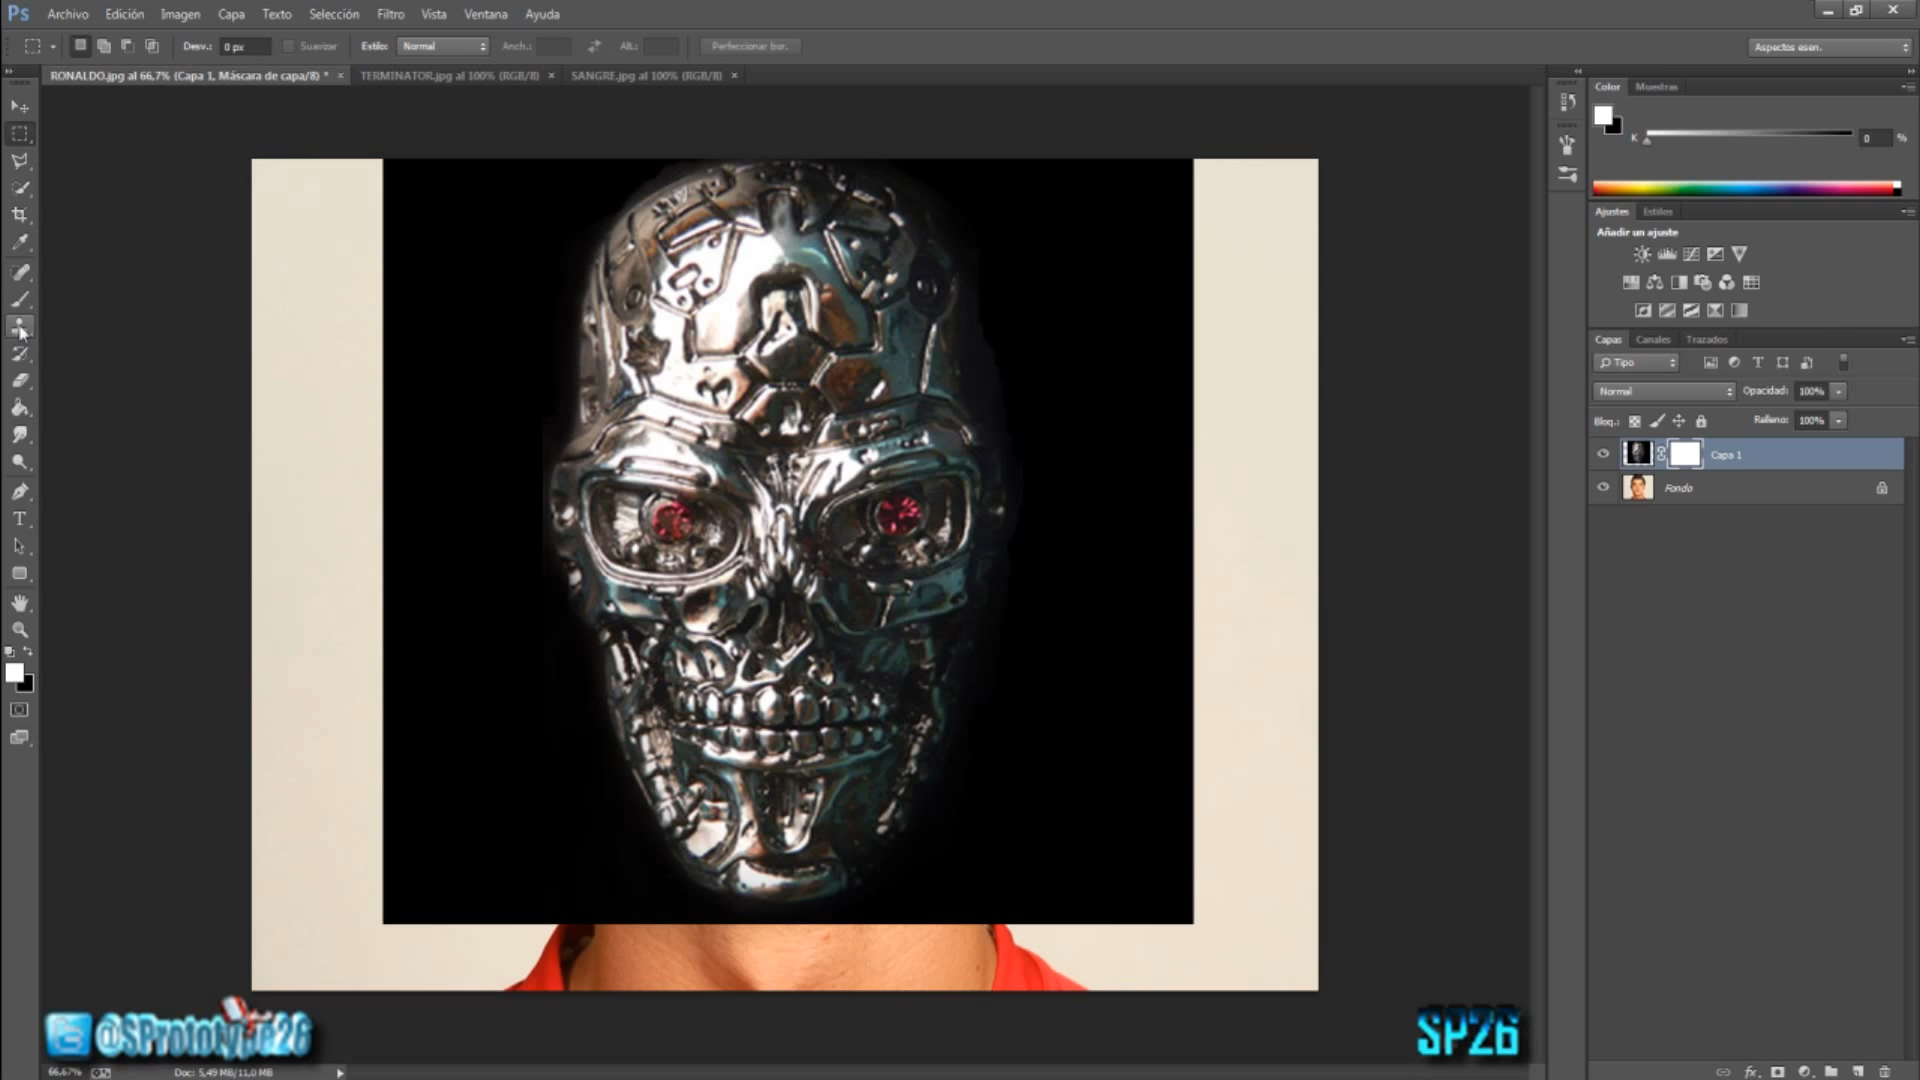 Ps Archivo Edición Imagen Capa Texto Selección Filtro Vista Ventana Ayuda
Desv.: 0 px Suavizar Estilo: Normal Anch.: Alt.: Perfeccionar bor. Aspectos esen.
RONALDO.jpg al 66,7% (Capa 1, Máscara de capa/8) * × TERMINATOR.jpg al 100% (RGB/8) × SANGRE.jpg al 100% (RGB/8) ×
Color Muestras
K 0 %
Ajustes Estilos
Añadir un ajuste
Capas Canales Trazados
Tipo
Normal Opacidad: 100%
Bloq.: Relleno: 100%
Capa 1
Fondo
@SPrototype26
SP26
66,67% Doc: 5,49 MB/11,0 MB